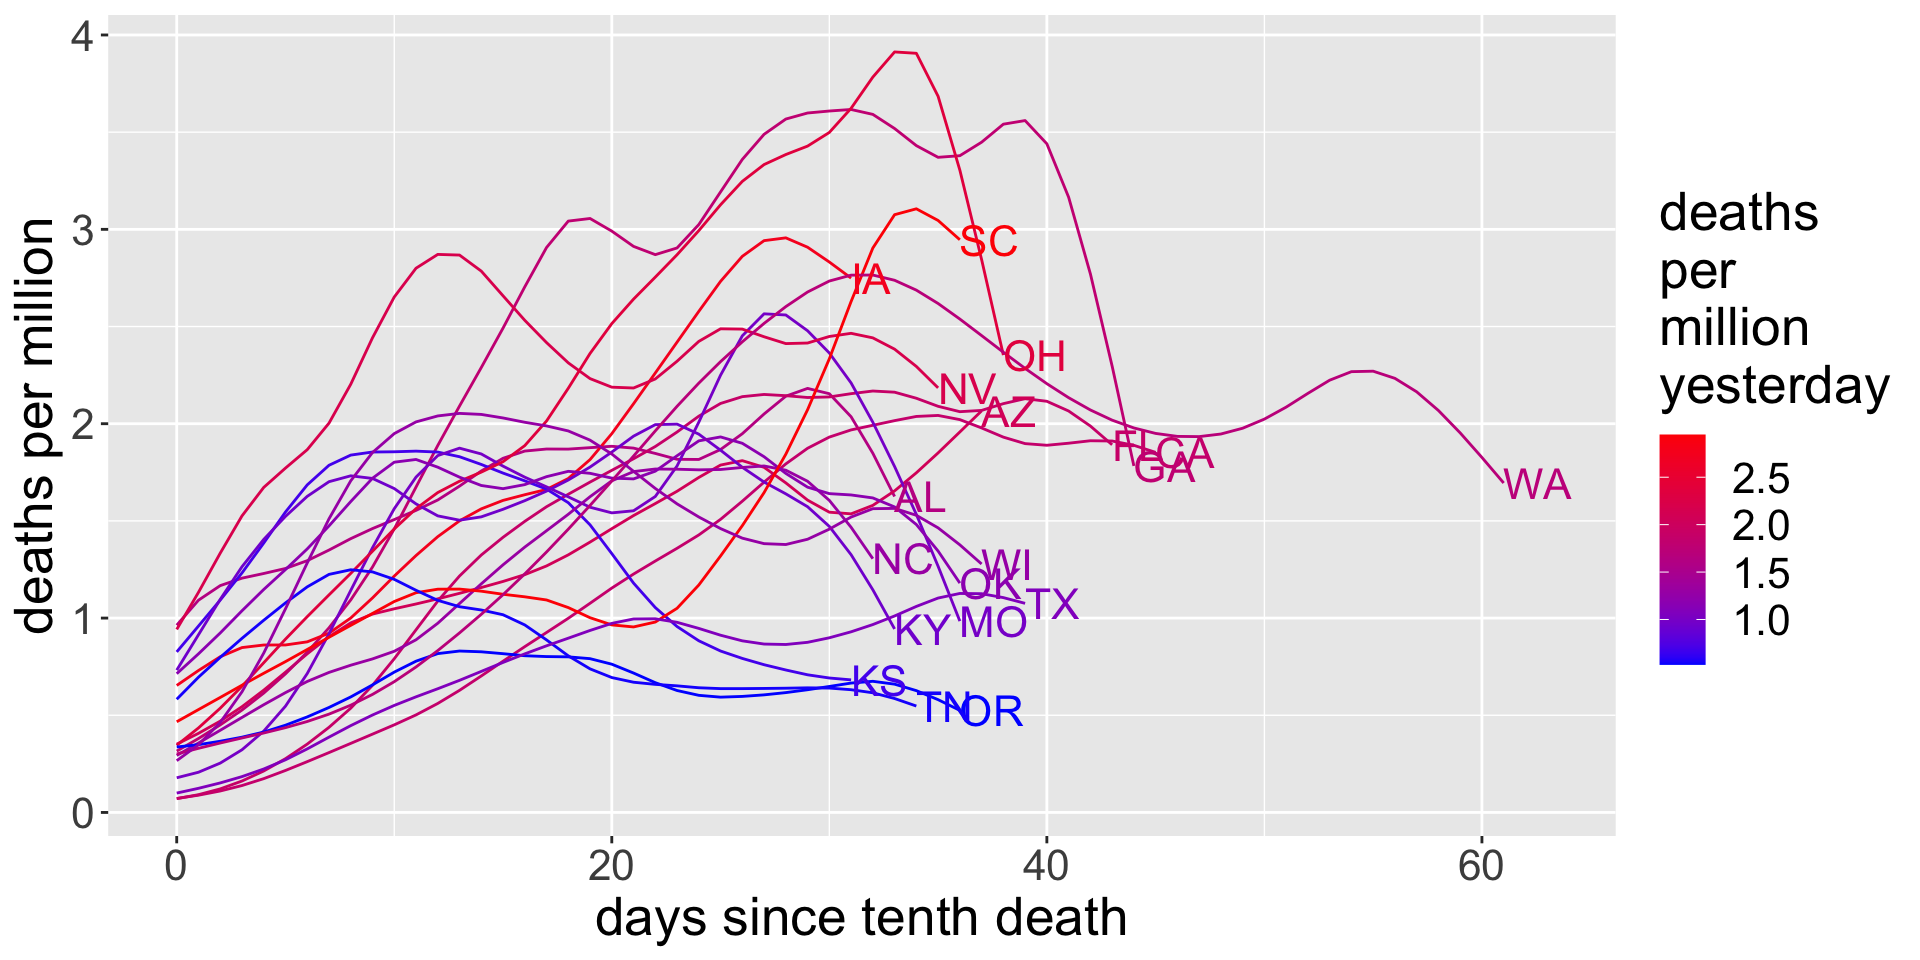 deaths per million
4
3
2
1
0
0
20
40
60
days since tenth death
SC
IA
OH
NV
AZ
FL
CA
GA
WA
AL
NC
WI
OK
TX
MO
KY
KS
TN
OR
deaths
per
million
yesterday
2.5
2.0
1.5
1.0